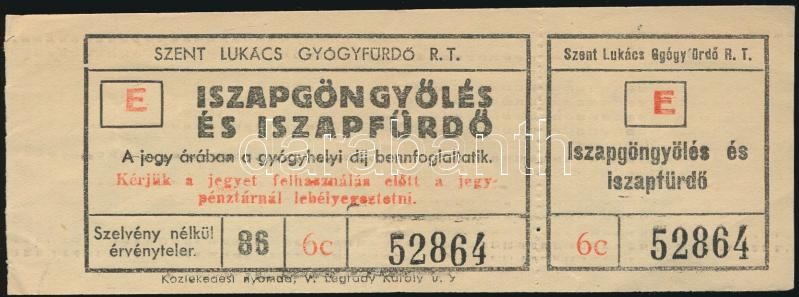 SZENT LUKÁCS GYÓGYFÜRDŐ R.T.
E
ISZAPGÖNGYÖLÉS
ÉS ISZAPFÜRDŐ
A jegy árában a gyógyhelyi díj bennfoglaltatik.
Kérjük a jegyet felhasználás előtt a jegy-
pénztárnál lebélyegeztetni.
Szelvény nélkül
érvénytelen.
86
6c
52864
Közlekedési nyomda, V. Légrády Károly u.
Szent Lukács Gyógyfürdő R. T.
E
Iszapgöngyölés és
iszapfürdő
6c
52864
darabanth